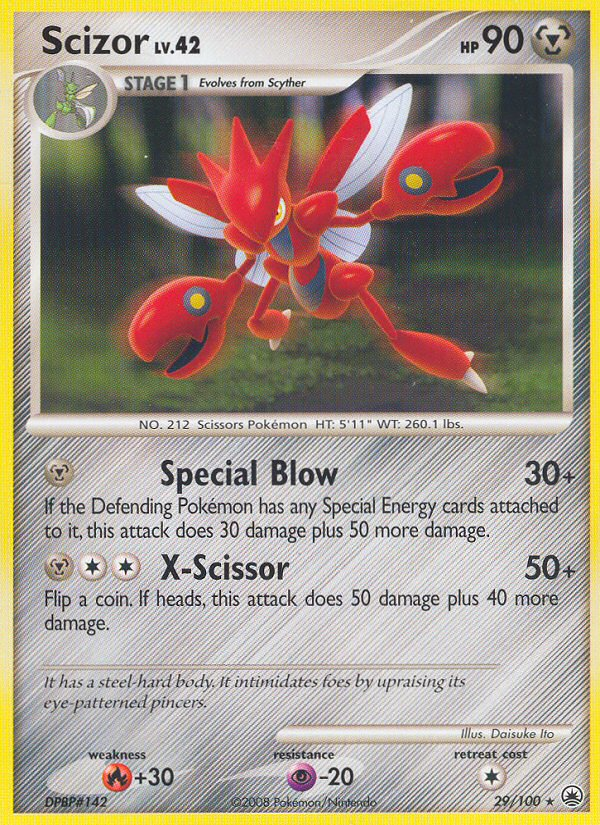 Scizor LV.42
HP 90
STAGE 1 Evolves from Scyther
NO. 212 Scissors Pokémon HT: 5'11" WT: 260.1 lbs.
Special Blow 30+
If the Defending Pokémon has any Special Energy cards attached
to it, this attack does 30 damage plus 50 more damage.
X-Scissor 50+
Flip a coin. If heads, this attack does 50 damage plus 40 more
damage.
It has a steel-hard body. It intimidates foes by upraising its
eye-patterned pincers.
Illus. Daisuke Ito
weakness resistance retreat cost
+30 -20
DPBP#142 ©2008 Pokémon/Nintendo 29/100 ★